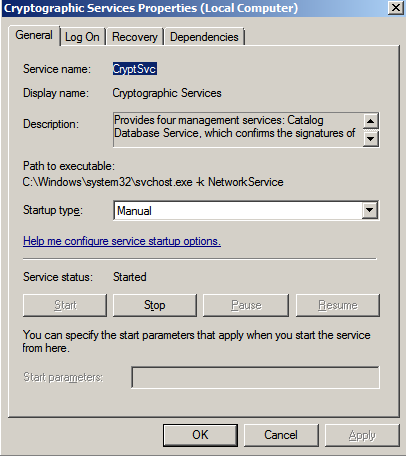 Cryptographic Services Properties (Local Computer)
General Log On Recovery Dependencies
Service name: CryptSvc
Display name: Cryptographic Services
Description: Provides four management services: Catalog
Database Service, which confirms the signatures of
Path to executable:
C:\Windows\system32\svchost.exe -k NetworkService
Startup type: Manual
Help me configure service startup options.
Service status: Started
Start Stop Pause Resume
You can specify the start parameters that apply when you start the service
from here.
Start parameters:
OK Cancel Apply